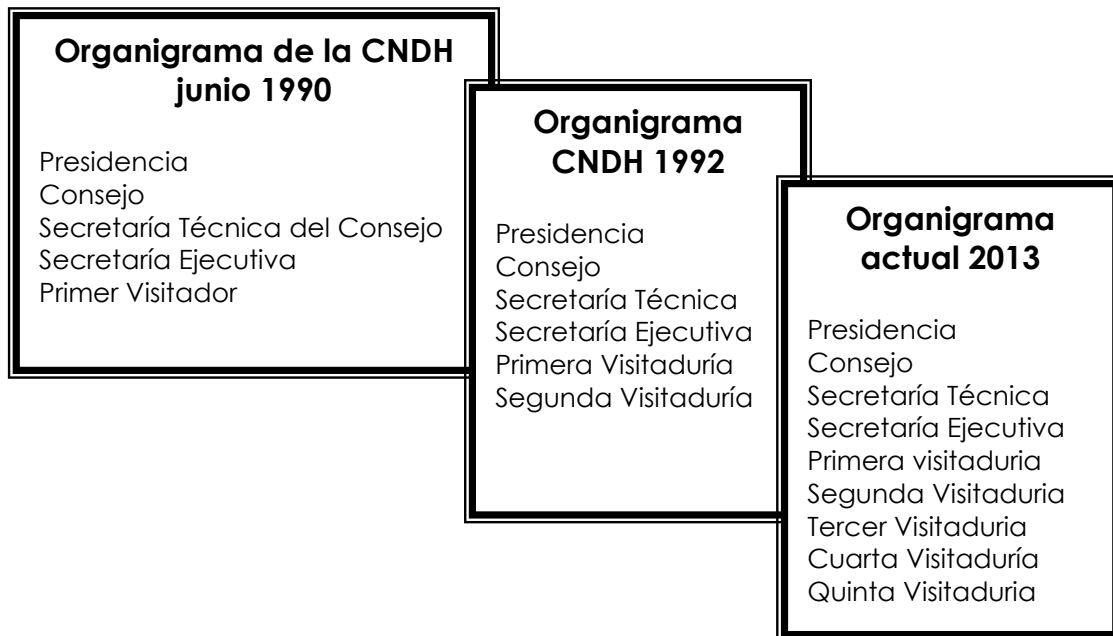 Organigrama de la CNDH
junio 1990
Presidencia
Consejo
Secretaría Técnica del Consejo
Secretaría Ejecutiva
Primer Visitador
Organigrama
CNDH 1992
Presidencia
Consejo
Secretaría Técnica
Secretaría Ejecutiva
Primera Visitaduría
Segunda Visitaduría
Organigrama
actual 2013
Presidencia
Consejo
Secretaría Técnica
Secretaría Ejecutiva
Primera visitaduria
Segunda Visitaduria
Tercer Visitaduria
Cuarta Visitaduría
Quinta Visitaduria